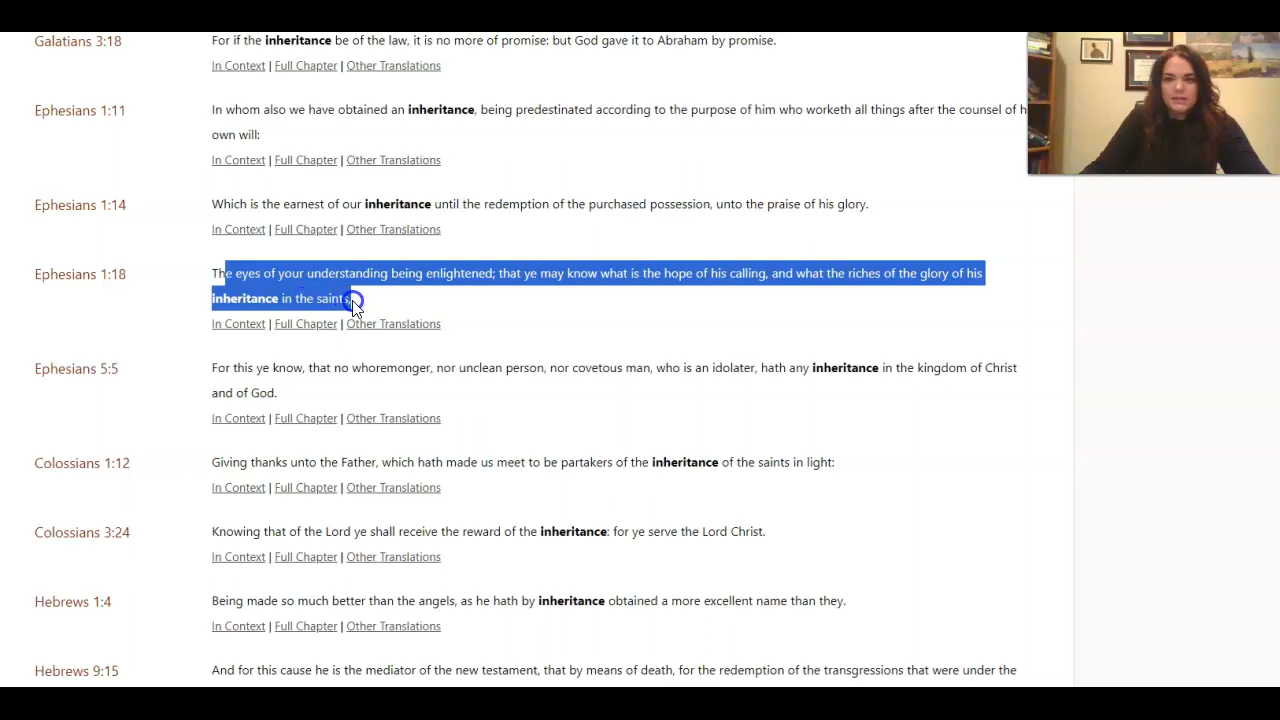 Galatians 3:18 For if the inheritance be of the law, it is no more of promise: but God gave it to Abraham by promise.
In Context | Full Chapter | Other Translations
Ephesians 1:11 In whom also we have obtained an inheritance, being predestinated according to the purpose of him who worketh all things after the counsel of
own will:
In Context | Full Chapter | Other Translations
Ephesians 1:14 Which is the earnest of our inheritance until the redemption of the purchased possession, unto the praise of his glory.
In Context | Full Chapter | Other Translations
Ephesians 1:18 The eyes of your understanding being enlightened; that ye may know what is the hope of his calling, and what the riches of the glory of his
inheritance in the saints,
In Context | Full Chapter | Other Translations
Ephesians 5:5 For this ye know, that no whoremonger, nor unclean person, nor covetous man, who is an idolater, hath any inheritance in the kingdom of Christ
and of God.
In Context | Full Chapter | Other Translations
Colossians 1:12 Giving thanks unto the Father, which hath made us meet to be partakers of the inheritance of the saints in light:
In Context | Full Chapter | Other Translations
Colossians 3:24 Knowing that of the Lord ye shall receive the reward of the inheritance: for ye serve the Lord Christ.
In Context | Full Chapter | Other Translations
Hebrews 1:4 Being made so much better than the angels, as he hath by inheritance obtained a more excellent name than they.
In Context | Full Chapter | Other Translations
Hebrews 9:15 And for this cause he is the mediator of the new testament, that by means of death, for the redemption of the transgressions that were under the